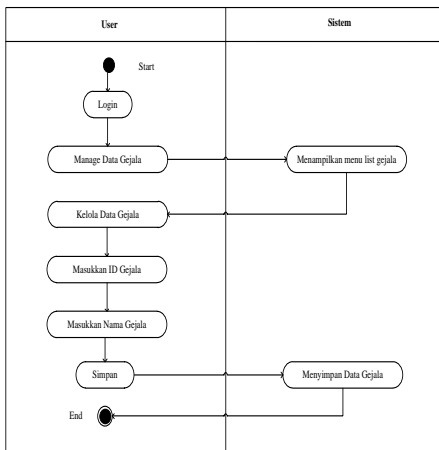 User
Sistem
Start
Login
Manage Data Gejala
Menampilkan menu list gejala
Kelola Data Gejala
Masukkan ID Gejala
Masukkan Nama Gejala
Simpan
Menyimpan Data Gejala
End